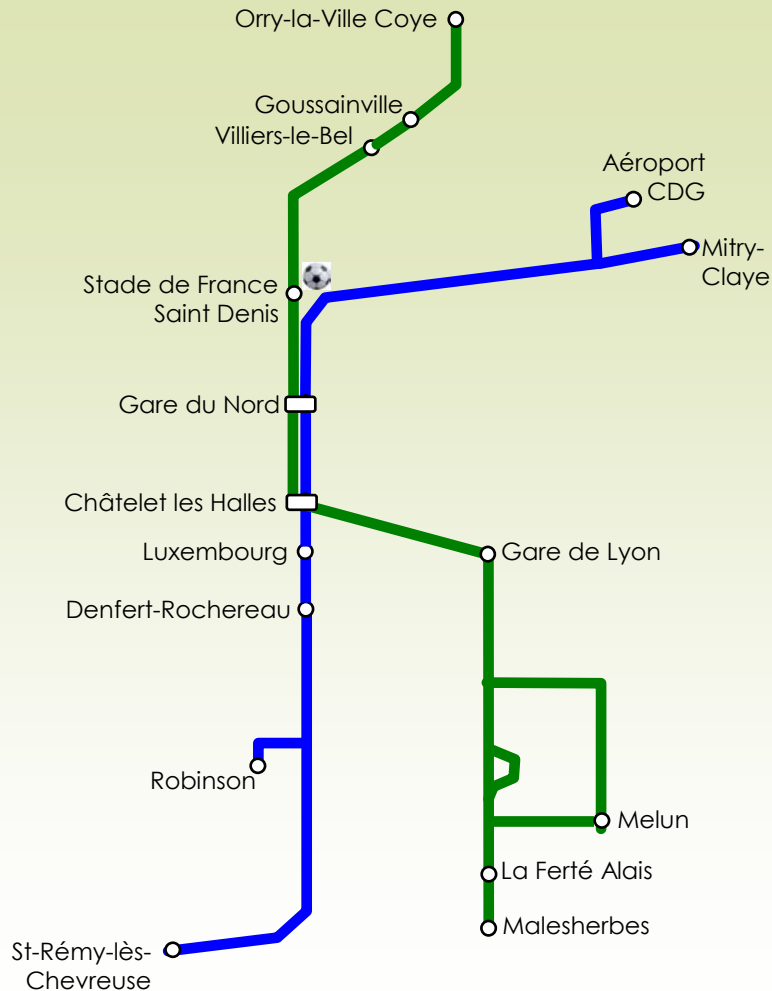 Orry-la-Ville Coye
Goussainville
Villiers-le-Bel
Aéroport
CDG
Mitry-
Claye
Stade de France
Saint Denis
Gare du Nord
Châtelet les Halles
Luxembourg
Gare de Lyon
Denfert-Rochereau
Robinson
Melun
La Ferté Alais
Malesherbes
St-Rémy-lès-
Chevreuse